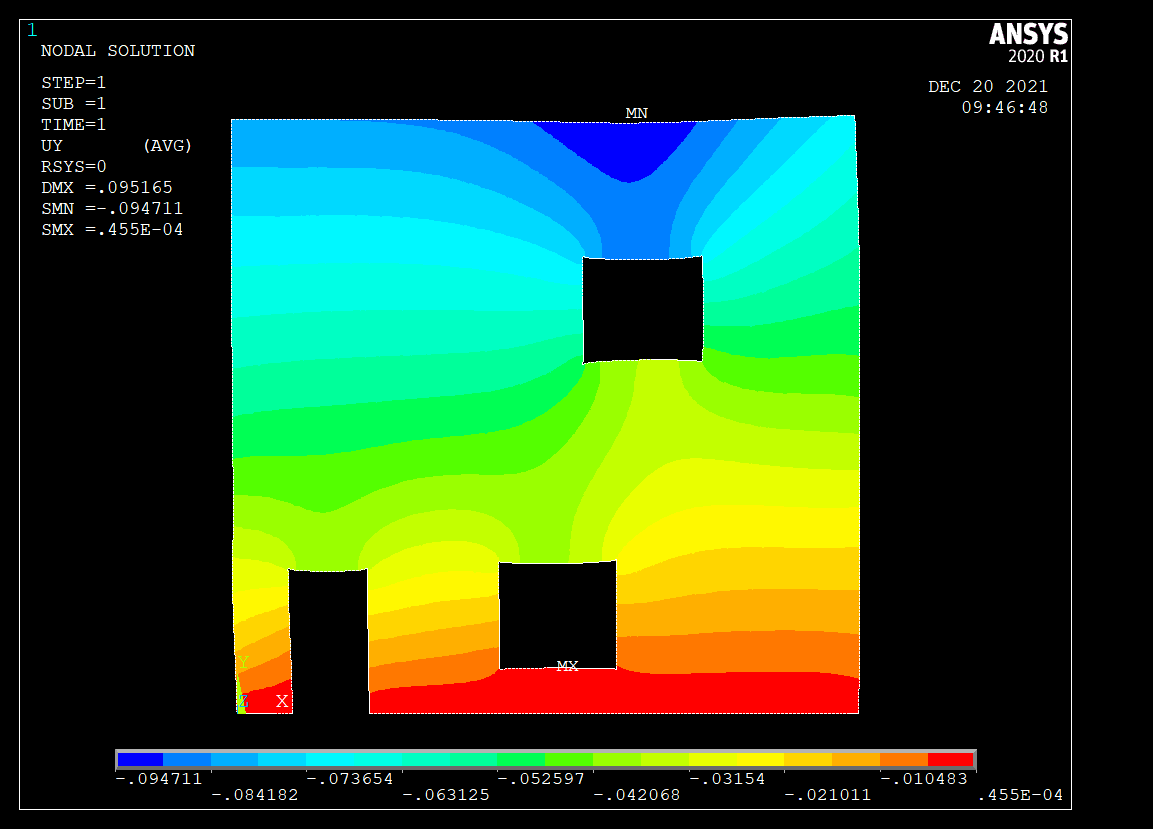 1
ANSYS
2020 R1
NODAL SOLUTION
STEP=1
SUB =1
TIME=1
UY (AVG)
RSYS=0
DMX =.095165
SMN =-.094711
SMX =.455E-04
DEC 20 2021
09:46:48
MN
MX
Y
Z X
-.094711 -.073654 -.052597 -.03154 -.010483
-.084182 -.063125 -.042068 -.021011 .455E-04